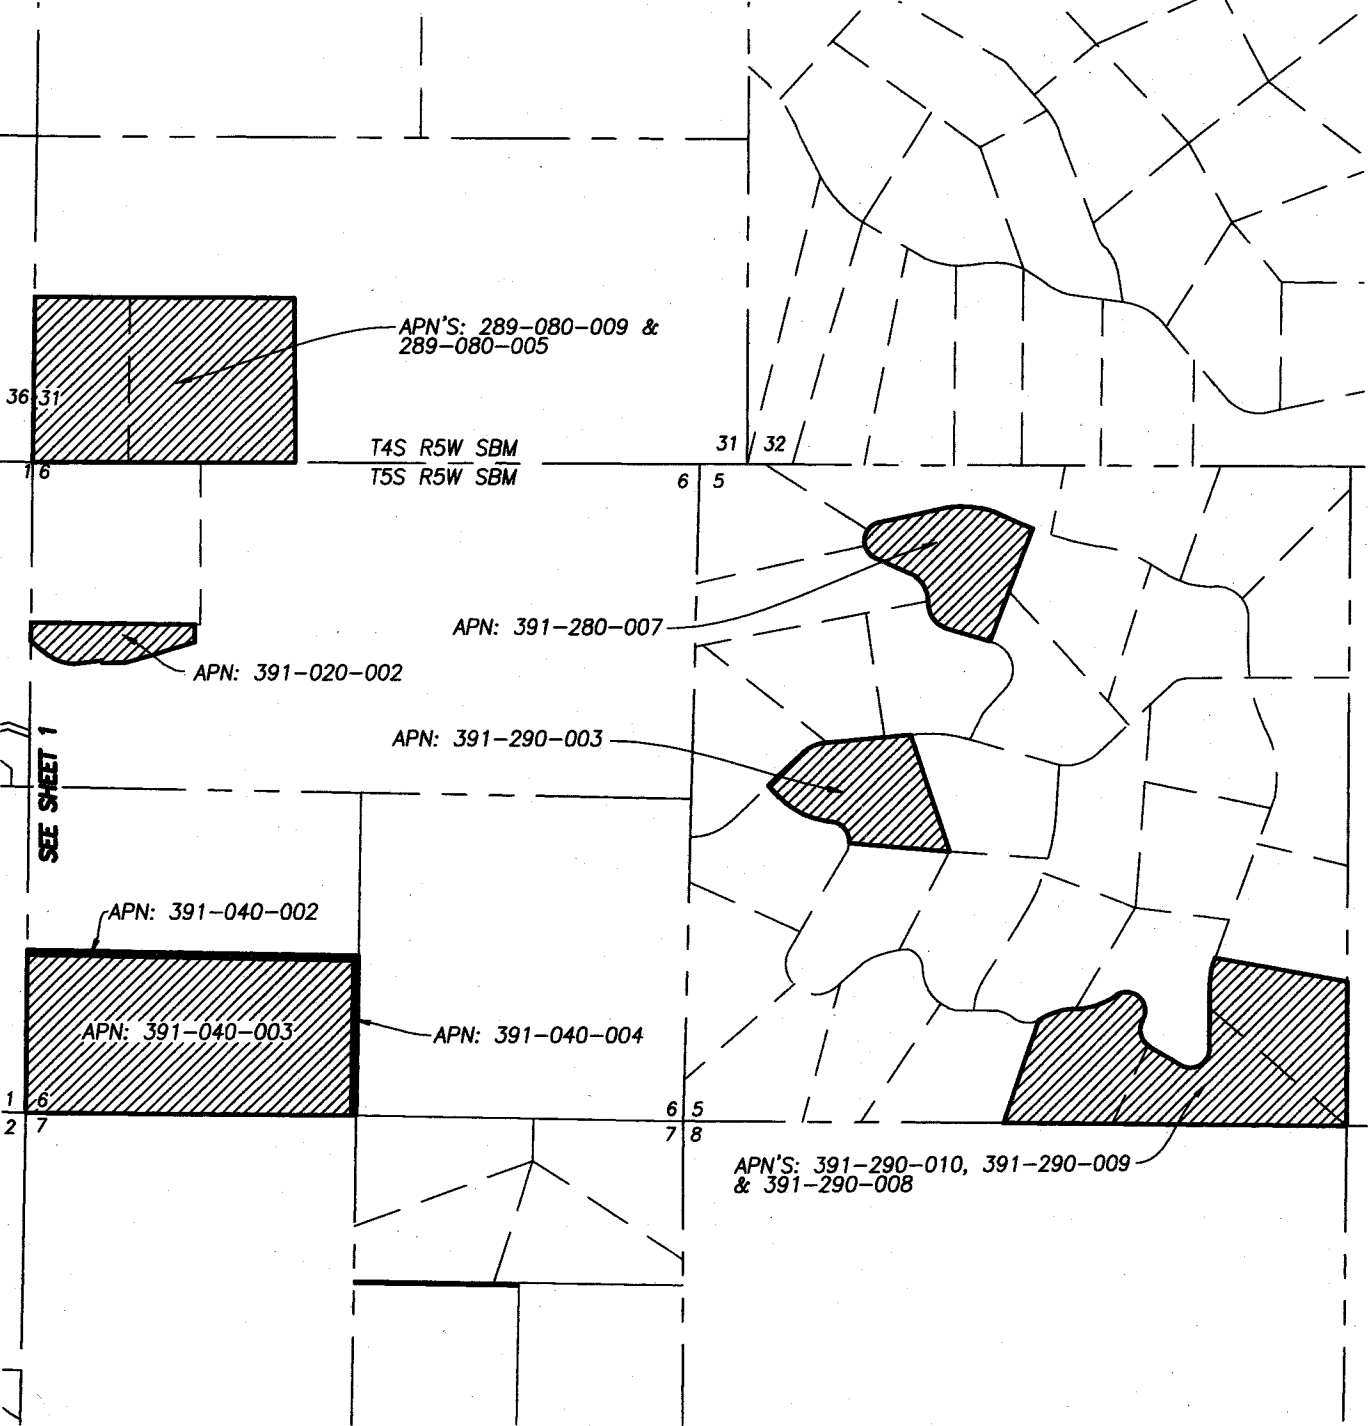 APN'S: 289-080-009 &
289-080-005
36 31
T4S R5W SBM
31 32
1 6
T5S R5W SBM
6 5
APN: 391-280-007
APN: 391-020-002
SEE SHEET 1
APN: 391-290-003
APN: 391-040-002
APN: 391-040-003
APN: 391-040-004
1 6
2 7
6 5
7 8
APN'S: 391-290-010, 391-290-009
& 391-290-008